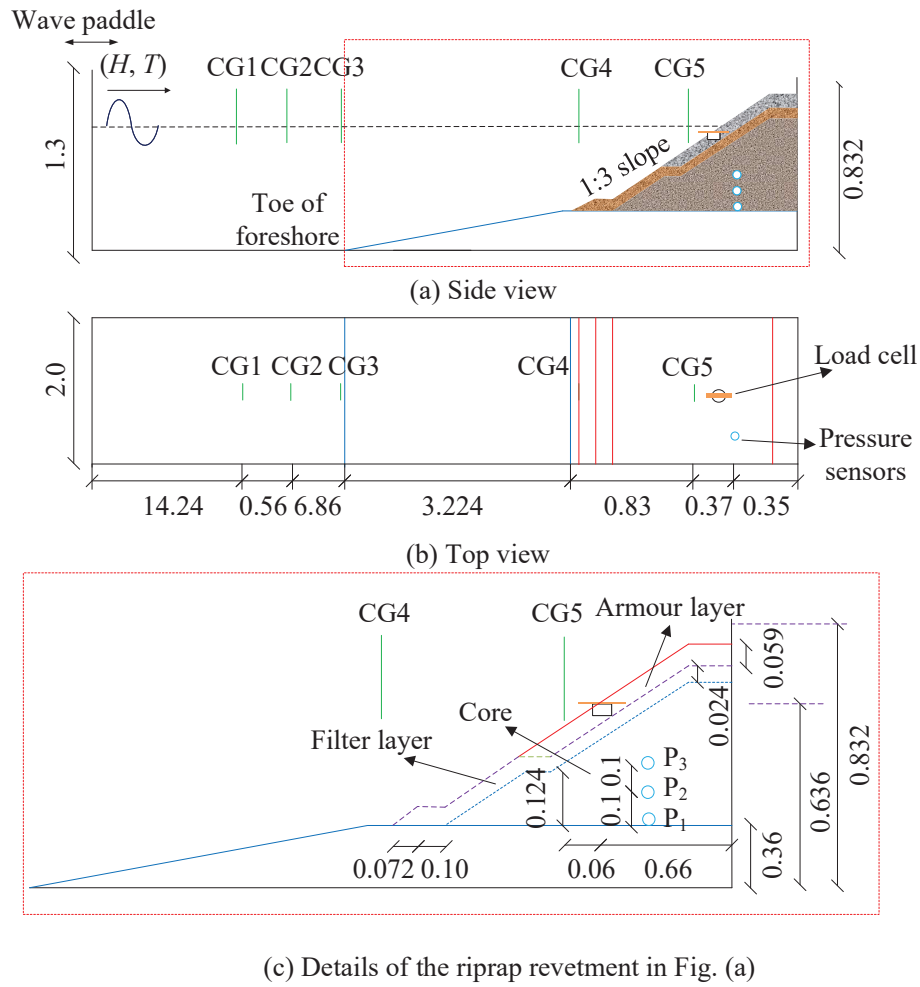 Wave paddle
(H, T)
CG1 CG2 CG3 CG4 CG5
1.3
0.832
1:3 slope
Toe of
foreshore
(a) Side view
2.0
CG1 CG2 CG3 CG4 CG5
Load cell
Pressure
sensors
14.24 0.56 6.86 3.224 0.83 0.37 0.35
(b) Top view
CG4 CG5 Armour layer
0.059
0.024
Core
Filter layer
0.124
0.1
0.1
P3
P2
P1
0.636
0.832
0.36
0.072 0.10 0.06 0.66
(c) Details of the riprap revetment in Fig. (a)